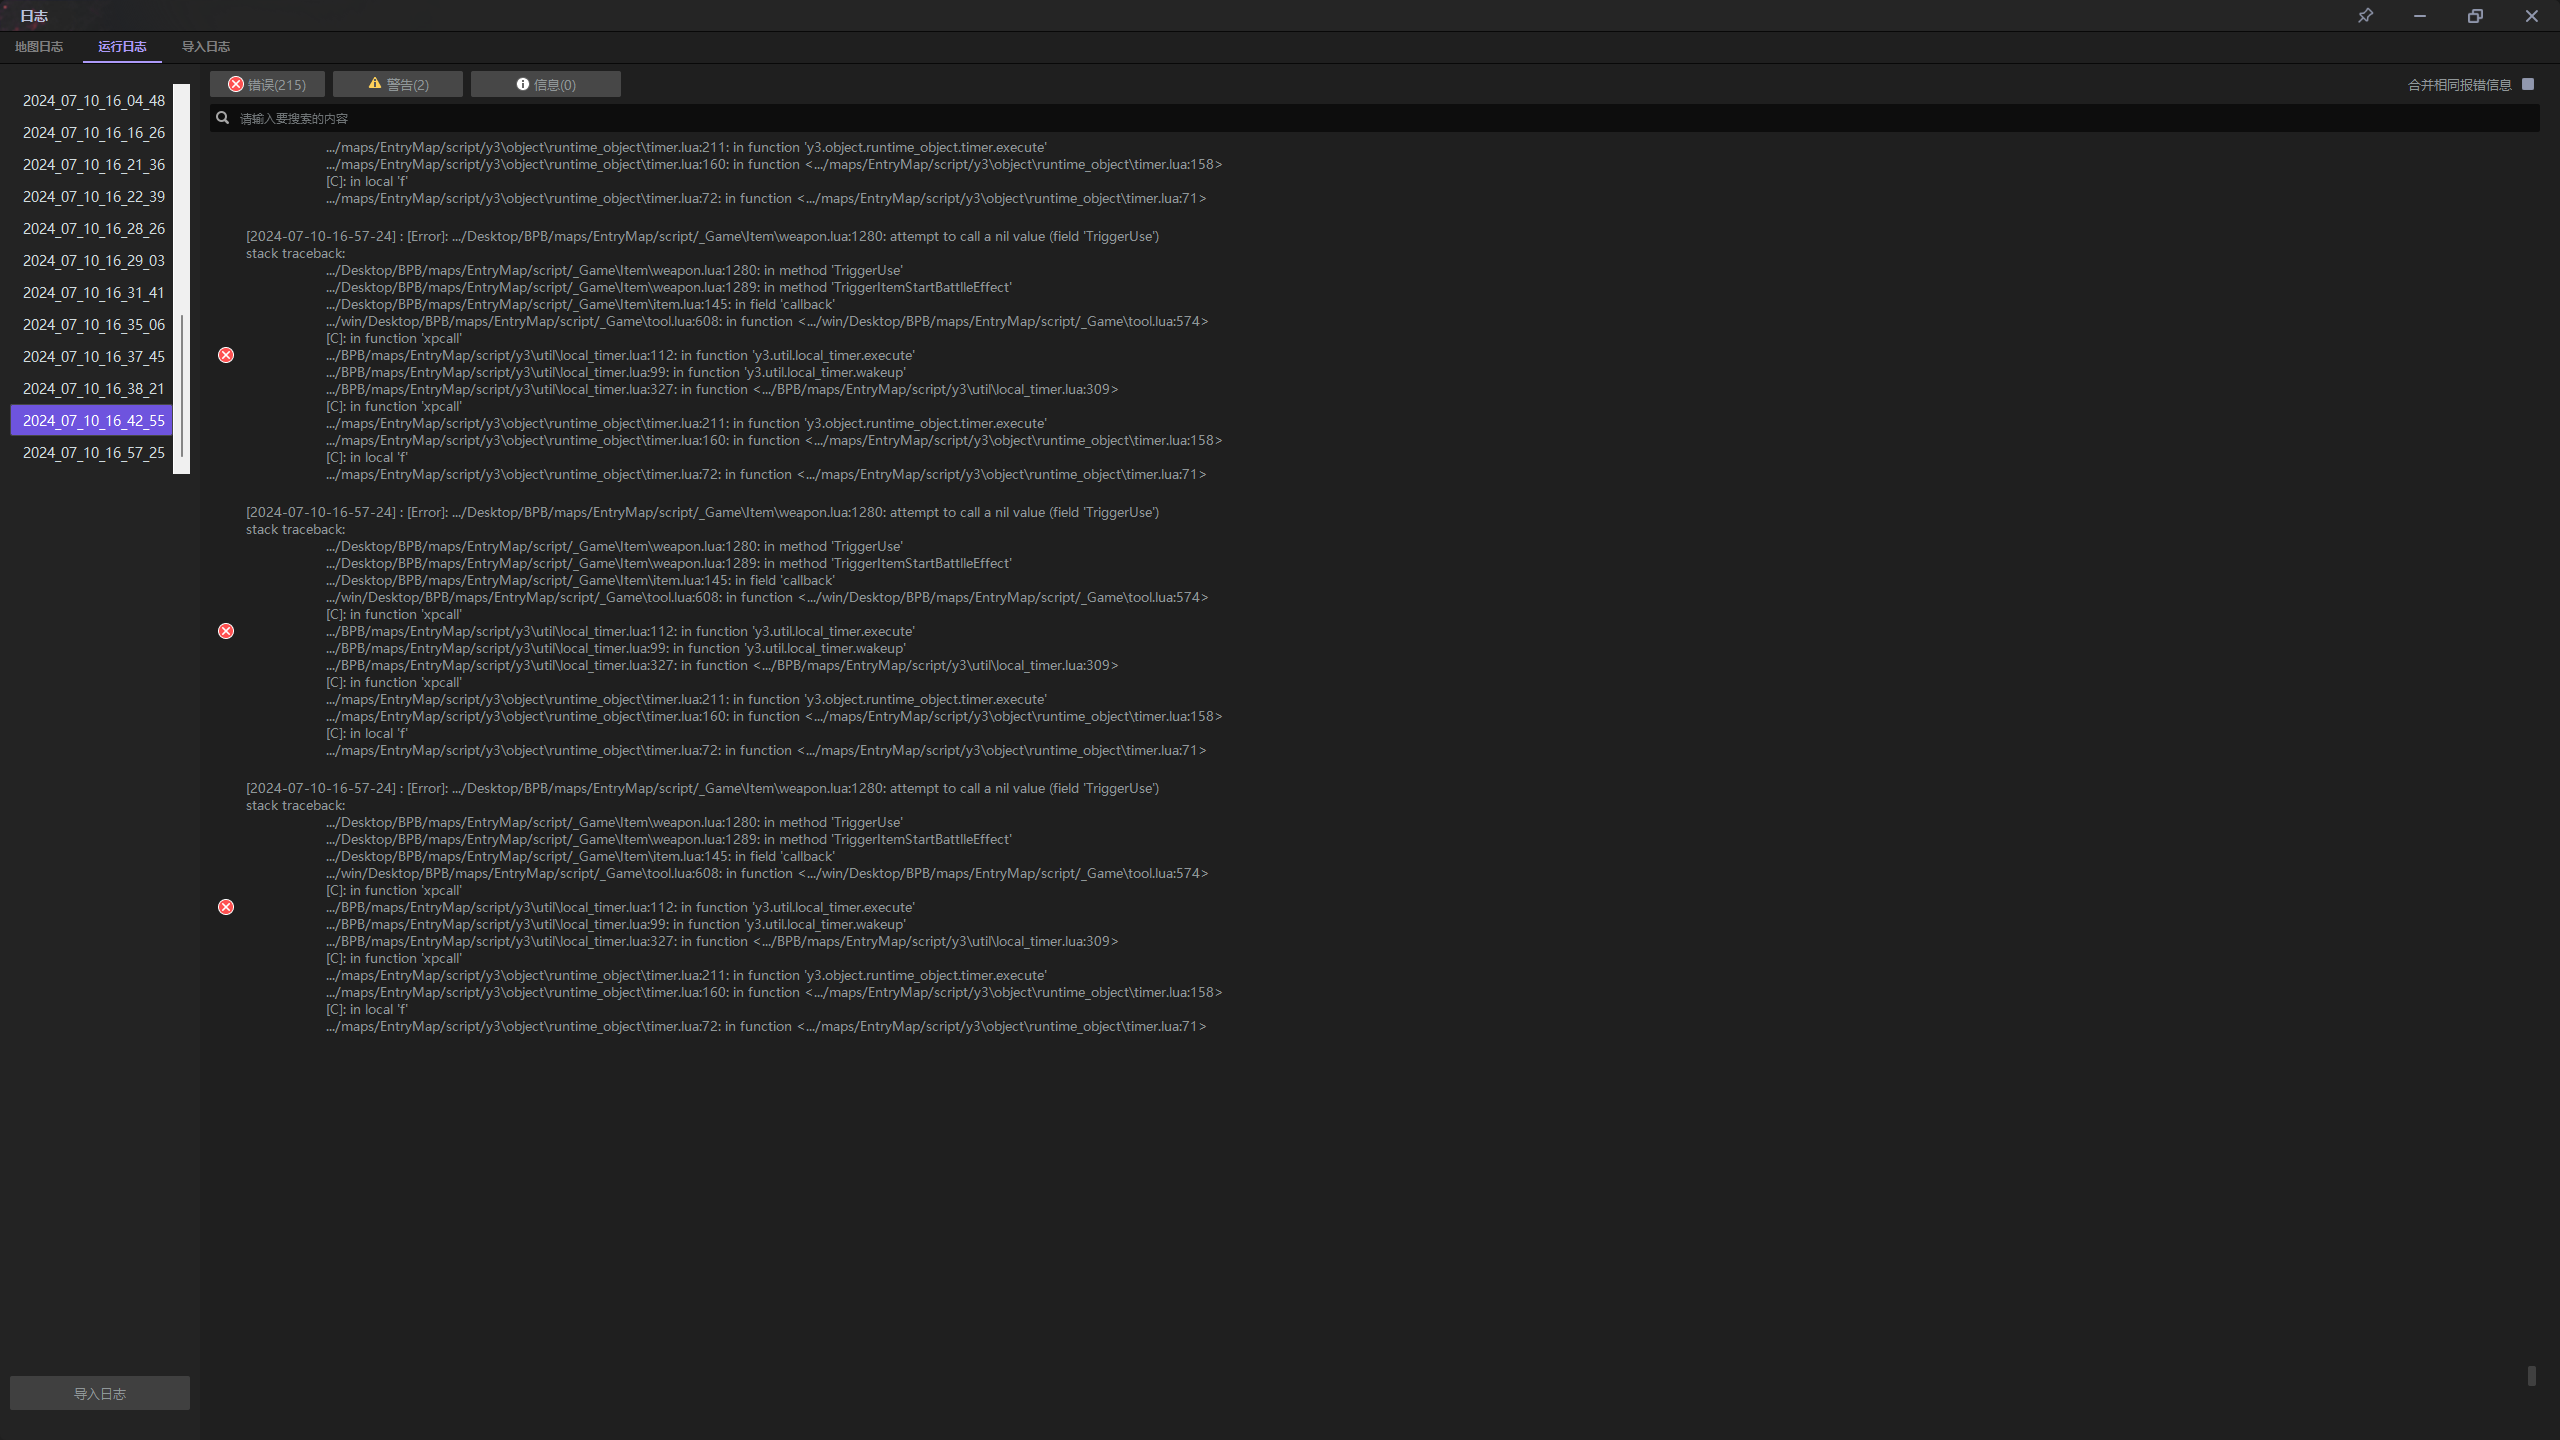 日志
地图日志 运行日志 导入日志
错误(215) 警告(2) 信息(0) 合并相同报错信息
请输入要搜索的内容
2024_07_10_16_04_48
2024_07_10_16_16_26
2024_07_10_16_21_36
2024_07_10_16_22_39
2024_07_10_16_28_26
2024_07_10_16_29_03
2024_07_10_16_31_41
2024_07_10_16_35_06
2024_07_10_16_37_45
2024_07_10_16_38_21
2024_07_10_16_42_55
2024_07_10_16_57_25
导入日志
.../maps/EntryMap/script/y3\object\runtime_object\timer.lua:211: in function 'y3.object.runtime_object.timer.execute'
.../maps/EntryMap/script/y3\object\runtime_object\timer.lua:160: in function <.../maps/EntryMap/script/y3\object\runtime_object\timer.lua:158>
[C]: in local 'f'
.../maps/EntryMap/script/y3\object\runtime_object\timer.lua:72: in function <.../maps/EntryMap/script/y3\object\runtime_object\timer.lua:71>
[2024-07-10-16-57-24] : [Error]: .../Desktop/BPB/maps/EntryMap/script/_Game\Item\weapon.lua:1280: attempt to call a nil value (field 'TriggerUse')
stack traceback:
.../Desktop/BPB/maps/EntryMap/script/_Game\Item\weapon.lua:1280: in method 'TriggerUse'
.../Desktop/BPB/maps/EntryMap/script/_Game\Item\weapon.lua:1289: in method 'TriggerItemStartBattlleEffect'
.../Desktop/BPB/maps/EntryMap/script/_Game\Item\item.lua:145: in field 'callback'
.../win/Desktop/BPB/maps/EntryMap/script/_Game\tool.lua:608: in function <.../win/Desktop/BPB/maps/EntryMap/script/_Game\tool.lua:574>
[C]: in function 'xpcall'
.../BPB/maps/EntryMap/script/y3\util\local_timer.lua:112: in function 'y3.util.local_timer.execute'
.../BPB/maps/EntryMap/script/y3\util\local_timer.lua:99: in function 'y3.util.local_timer.wakeup'
.../BPB/maps/EntryMap/script/y3\util\local_timer.lua:327: in function <.../BPB/maps/EntryMap/script/y3\util\local_timer.lua:309>
[C]: in function 'xpcall'
.../maps/EntryMap/script/y3\object\runtime_object\timer.lua:211: in function 'y3.object.runtime_object.timer.execute'
.../maps/EntryMap/script/y3\object\runtime_object\timer.lua:160: in function <.../maps/EntryMap/script/y3\object\runtime_object\timer.lua:158>
[C]: in local 'f'
.../maps/EntryMap/script/y3\object\runtime_object\timer.lua:72: in function <.../maps/EntryMap/script/y3\object\runtime_object\timer.lua:71>
[2024-07-10-16-57-24] : [Error]: .../Desktop/BPB/maps/EntryMap/script/_Game\Item\weapon.lua:1280: attempt to call a nil value (field 'TriggerUse')
stack traceback:
.../Desktop/BPB/maps/EntryMap/script/_Game\Item\weapon.lua:1280: in method 'TriggerUse'
.../Desktop/BPB/maps/EntryMap/script/_Game\Item\weapon.lua:1289: in method 'TriggerItemStartBattlleEffect'
.../Desktop/BPB/maps/EntryMap/script/_Game\Item\item.lua:145: in field 'callback'
.../win/Desktop/BPB/maps/EntryMap/script/_Game\tool.lua:608: in function <.../win/Desktop/BPB/maps/EntryMap/script/_Game\tool.lua:574>
[C]: in function 'xpcall'
.../BPB/maps/EntryMap/script/y3\util\local_timer.lua:112: in function 'y3.util.local_timer.execute'
.../BPB/maps/EntryMap/script/y3\util\local_timer.lua:99: in function 'y3.util.local_timer.wakeup'
.../BPB/maps/EntryMap/script/y3\util\local_timer.lua:327: in function <.../BPB/maps/EntryMap/script/y3\util\local_timer.lua:309>
[C]: in function 'xpcall'
.../maps/EntryMap/script/y3\object\runtime_object\timer.lua:211: in function 'y3.object.runtime_object.timer.execute'
.../maps/EntryMap/script/y3\object\runtime_object\timer.lua:160: in function <.../maps/EntryMap/script/y3\object\runtime_object\timer.lua:158>
[C]: in local 'f'
.../maps/EntryMap/script/y3\object\runtime_object\timer.lua:72: in function <.../maps/EntryMap/script/y3\object\runtime_object\timer.lua:71>
[2024-07-10-16-57-24] : [Error]: .../Desktop/BPB/maps/EntryMap/script/_Game\Item\weapon.lua:1280: attempt to call a nil value (field 'TriggerUse')
stack traceback:
.../Desktop/BPB/maps/EntryMap/script/_Game\Item\weapon.lua:1280: in method 'TriggerUse'
.../Desktop/BPB/maps/EntryMap/script/_Game\Item\weapon.lua:1289: in method 'TriggerItemStartBattlleEffect'
.../Desktop/BPB/maps/EntryMap/script/_Game\Item\item.lua:145: in field 'callback'
.../win/Desktop/BPB/maps/EntryMap/script/_Game\tool.lua:608: in function <.../win/Desktop/BPB/maps/EntryMap/script/_Game\tool.lua:574>
[C]: in function 'xpcall'
.../BPB/maps/EntryMap/script/y3\util\local_timer.lua:112: in function 'y3.util.local_timer.execute'
.../BPB/maps/EntryMap/script/y3\util\local_timer.lua:99: in function 'y3.util.local_timer.wakeup'
.../BPB/maps/EntryMap/script/y3\util\local_timer.lua:327: in function <.../BPB/maps/EntryMap/script/y3\util\local_timer.lua:309>
[C]: in function 'xpcall'
.../maps/EntryMap/script/y3\object\runtime_object\timer.lua:211: in function 'y3.object.runtime_object.timer.execute'
.../maps/EntryMap/script/y3\object\runtime_object\timer.lua:160: in function <.../maps/EntryMap/script/y3\object\runtime_object\timer.lua:158>
[C]: in local 'f'
.../maps/EntryMap/script/y3\object\runtime_object\timer.lua:72: in function <.../maps/EntryMap/script/y3\object\runtime_object\timer.lua:71>